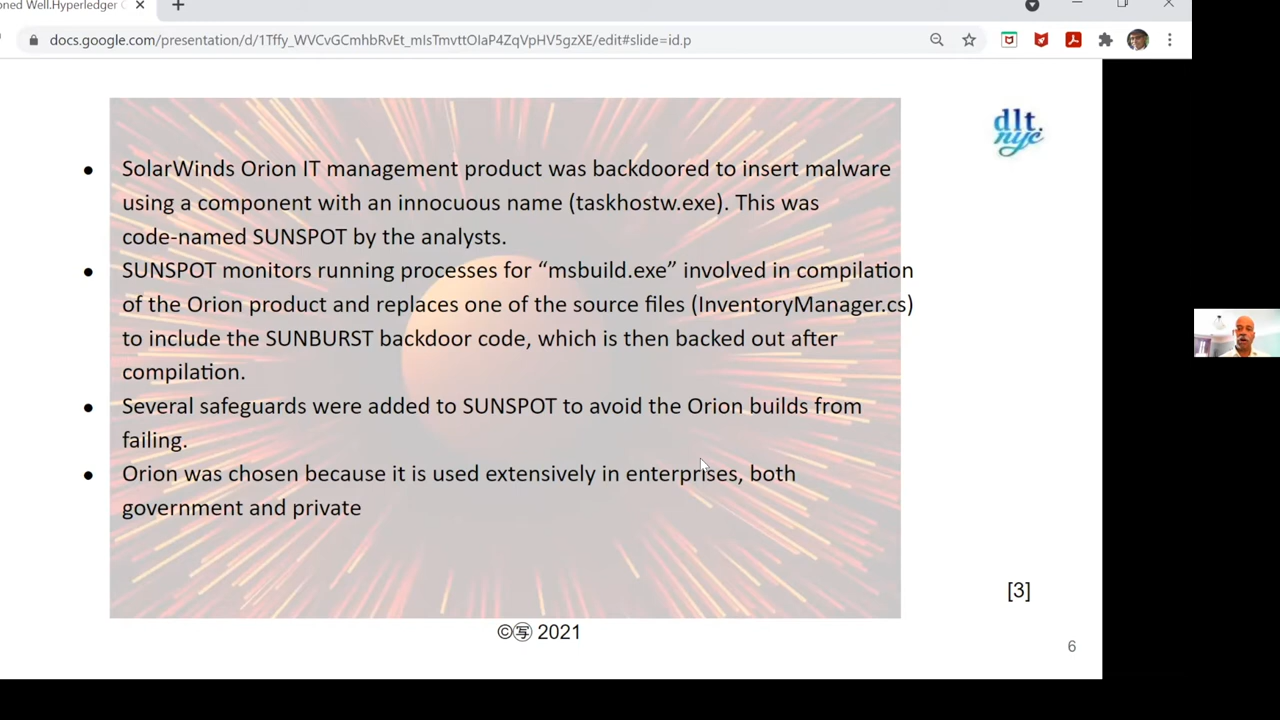 oned Well.Hyperledger
docs.google.com/presentation/d/1Tffy_WVCvGCmhbRvEt_mIsTmvttOIaP4ZqVpHV5gzXE/edit#slide=id.p
dlt.
nyc
● SolarWinds Orion IT management product was backdoored to insert malware
using a component with an innocuous name (taskhostw.exe). This was
code-named SUNSPOT by the analysts.
● SUNSPOT monitors running processes for “msbuild.exe” involved in compilation
of the Orion product and replaces one of the source files (InventoryManager.cs)
to include the SUNBURST backdoor code, which is then backed out after
compilation.
● Several safeguards were added to SUNSPOT to avoid the Orion builds from
failing.
● Orion was chosen because it is used extensively in enterprises, both
government and private
[3]
©㊢ 2021
6